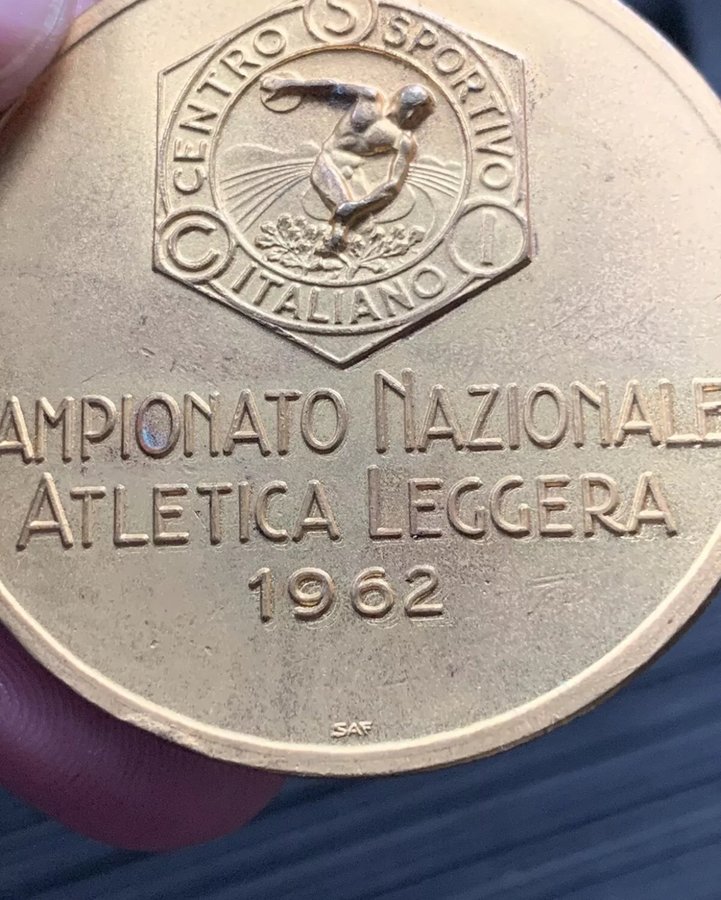 CENTRO SPORTIVO
ITALIANO
C S I
AMPIONATO NAZIONALE
ATLETICA LEGGERA
1962
SAF